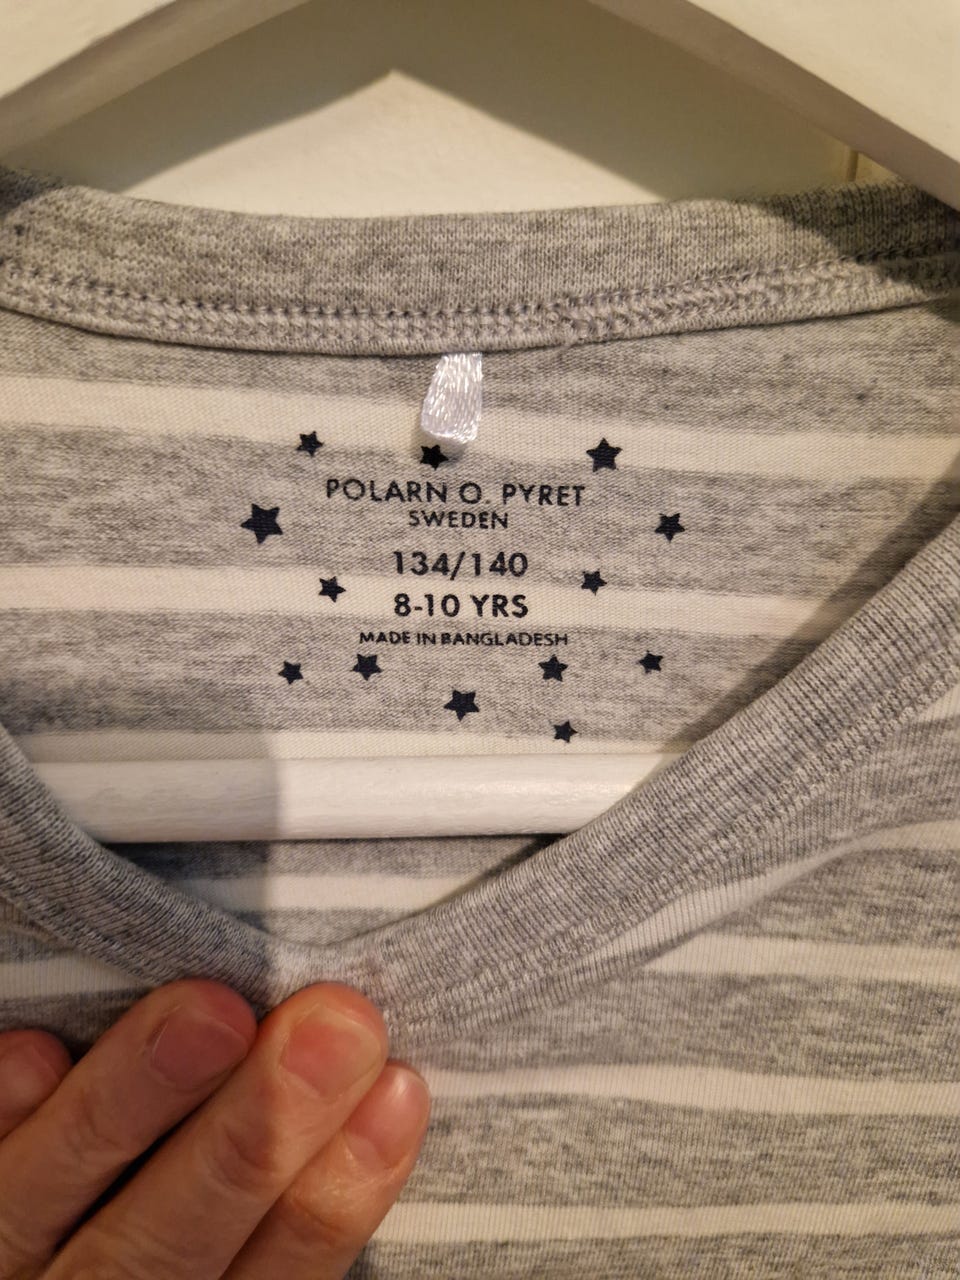 POLARN O. PYRET
SWEDEN
134/140
8-10 YRS
MADE IN BANGLADESH